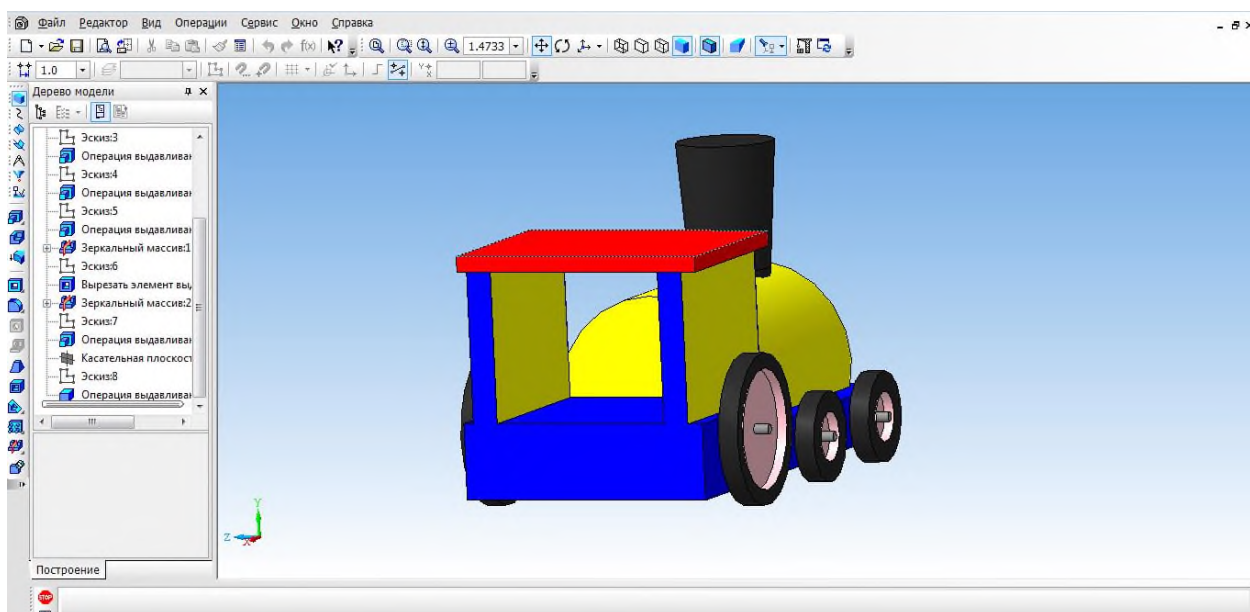 Файл Редактор Вид Операции Сервис Окно Справка
1.4733
1.0
Дерево модели
Эскиз:3
Операция выдавливан
Эскиз:4
Операция выдавливан
Эскиз:5
Операция выдавливан
Зеркальный массив:1
Эскиз:6
Вырезать элемент выд
Зеркальный массив:2
Эскиз:7
Операция выдавливан
Касательная плоскост
Эскиз:8
Операция выдавливан
Построение
Y
Z
X
STOP